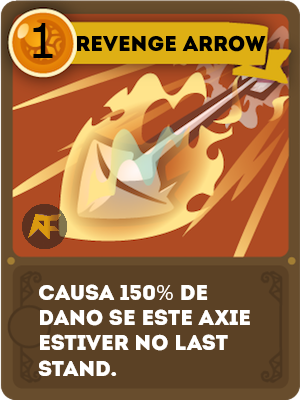 1 REVENGE ARROW
CAUSA 150% DE
DANO SE ESTE AXIE
ESTIVER NO LAST
STAND.